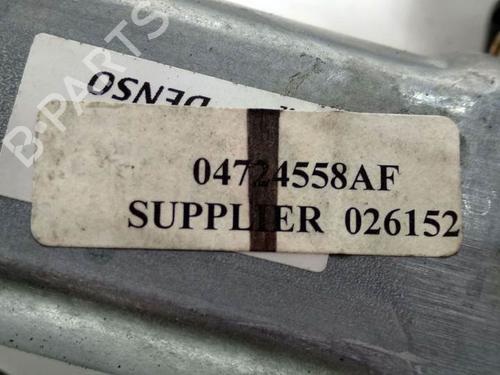 DENSO
04724558AF
SUPPLIER 026152
B-PARTS